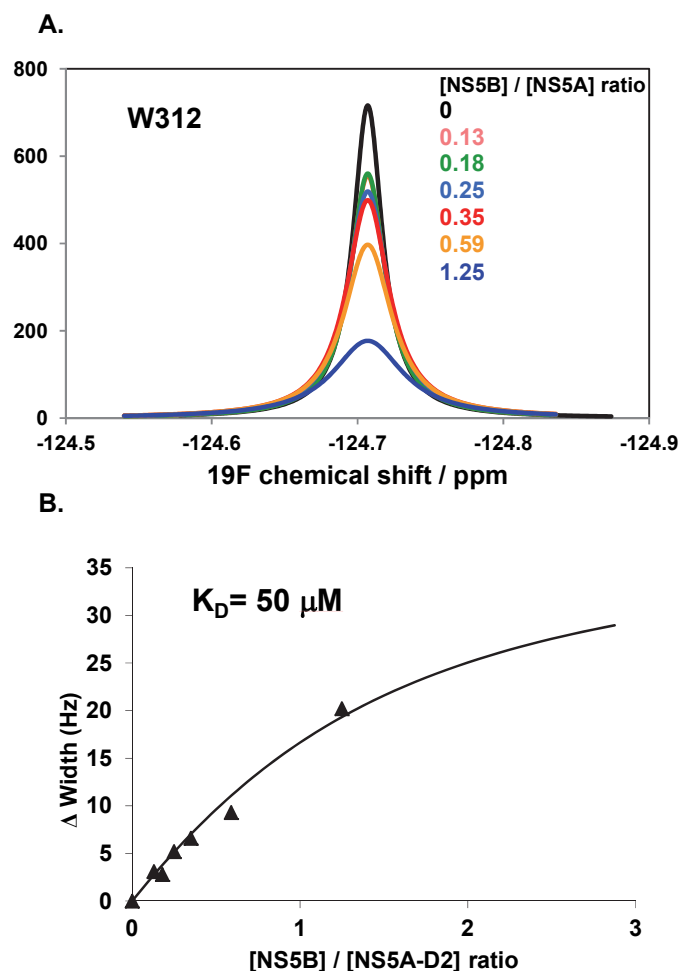 A.
800
600
400
200
0
W312
[NS5B] / [NS5A] ratio
0
0.13
0.18
0.25
0.35
0.59
1.25
-124.5 -124.6 -124.7 -124.8 -124.9
19F chemical shift / ppm
B.
35
30
25
20
15
10
5
0
K_D= 50 μM
Δ Width (Hz)
0 1 2 3
[NS5B] / [NS5A-D2] ratio